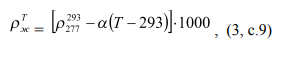 ρ_ж^T = [ρ_277^293 − α(T − 293)]·1000 , (3, с.9)